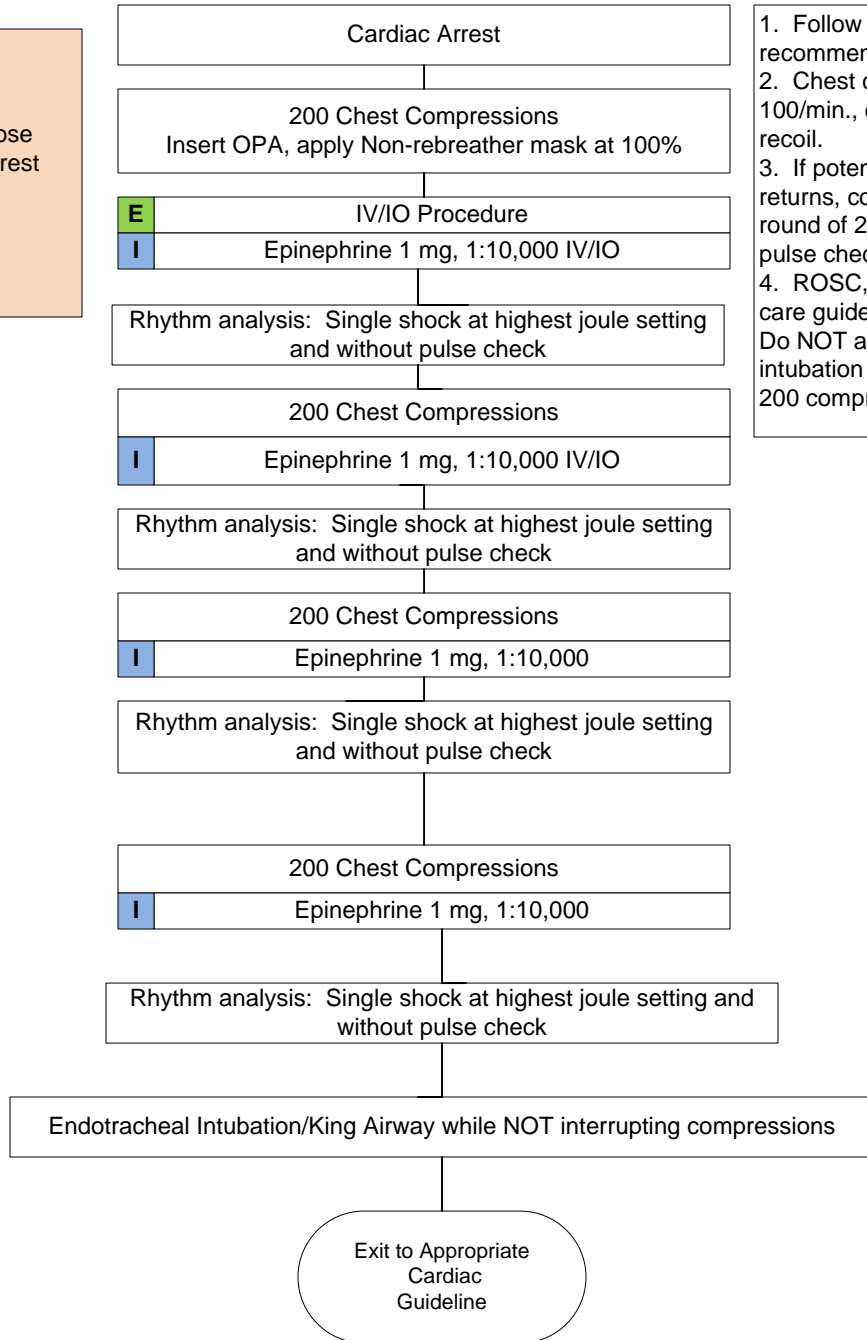 ose
rest
Cardiac Arrest
200 Chest Compressions
Insert OPA, apply Non-rebreather mask at 100%
E IV/IO Procedure
I Epinephrine 1 mg, 1:10,000 IV/IO
Rhythm analysis: Single shock at highest joule setting
and without pulse check
200 Chest Compressions
I Epinephrine 1 mg, 1:10,000 IV/IO
Rhythm analysis: Single shock at highest joule setting
and without pulse check
200 Chest Compressions
I Epinephrine 1 mg, 1:10,000
Rhythm analysis: Single shock at highest joule setting
and without pulse check
200 Chest Compressions
I Epinephrine 1 mg, 1:10,000
Rhythm analysis: Single shock at highest joule setting and
without pulse check
Endotracheal Intubation/King Airway while NOT interrupting compressions
Exit to Appropriate
Cardiac
Guideline
1. Follow
recommen
2. Chest
100/min.,
recoil.
3. If poten
returns, co
round of 2
pulse chec
4. ROSC,
care guide
Do NOT a
intubation
200 compr